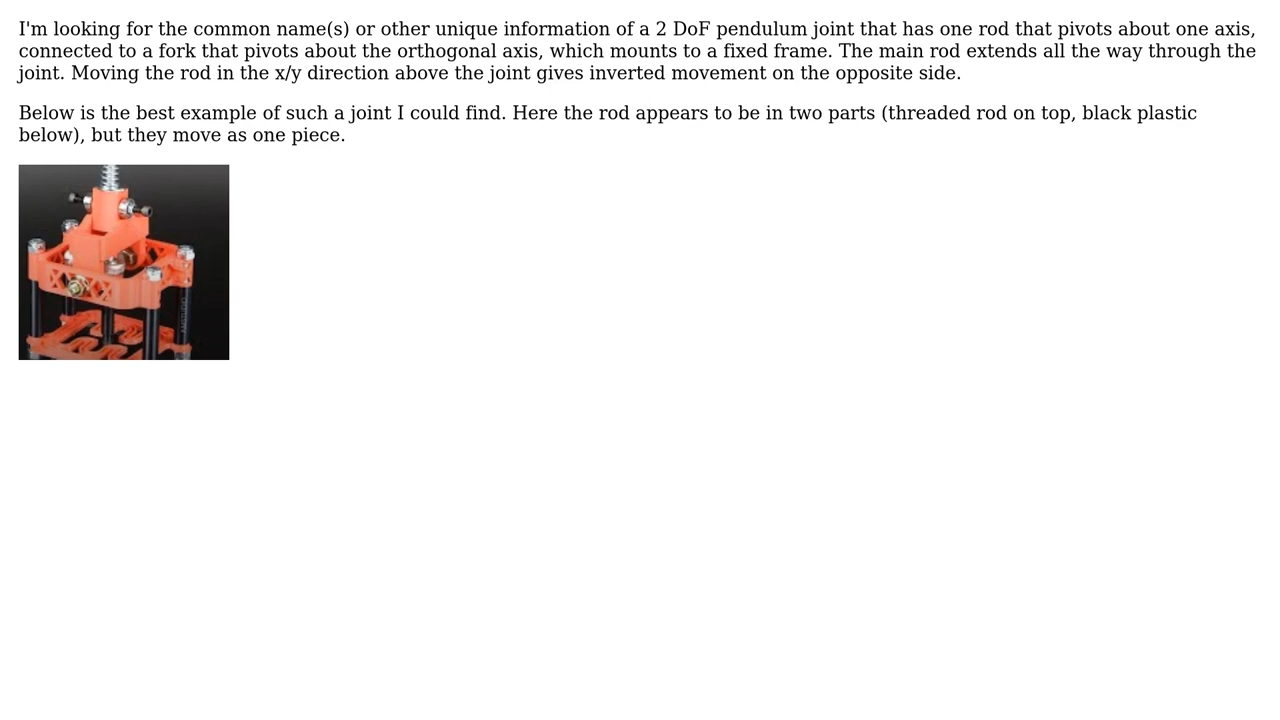 I'm looking for the common name(s) or other unique information of a 2 DoF pendulum joint that has one rod that pivots about one axis,
connected to a fork that pivots about the orthogonal axis, which mounts to a fixed frame. The main rod extends all the way through the
joint. Moving the rod in the x/y direction above the joint gives inverted movement on the opposite side.
Below is the best example of such a joint I could find. Here the rod appears to be in two parts (threaded rod on top, black plastic
below), but they move as one piece.